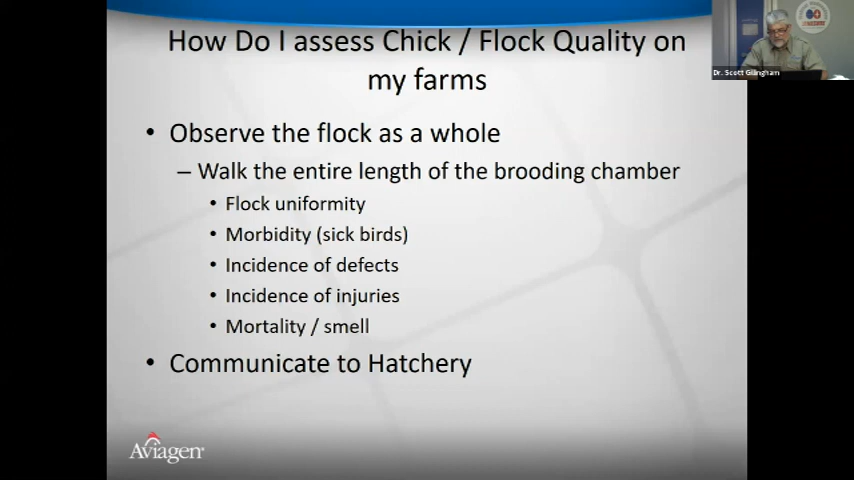 How Do I assess Chick / Flock Quality on
my farms
Dr. Scott Gillingham
• Observe the flock as a whole
– Walk the entire length of the brooding chamber
• Flock uniformity
• Morbidity (sick birds)
• Incidence of defects
• Incidence of injuries
• Mortality / smell
• Communicate to Hatchery
Aviagen